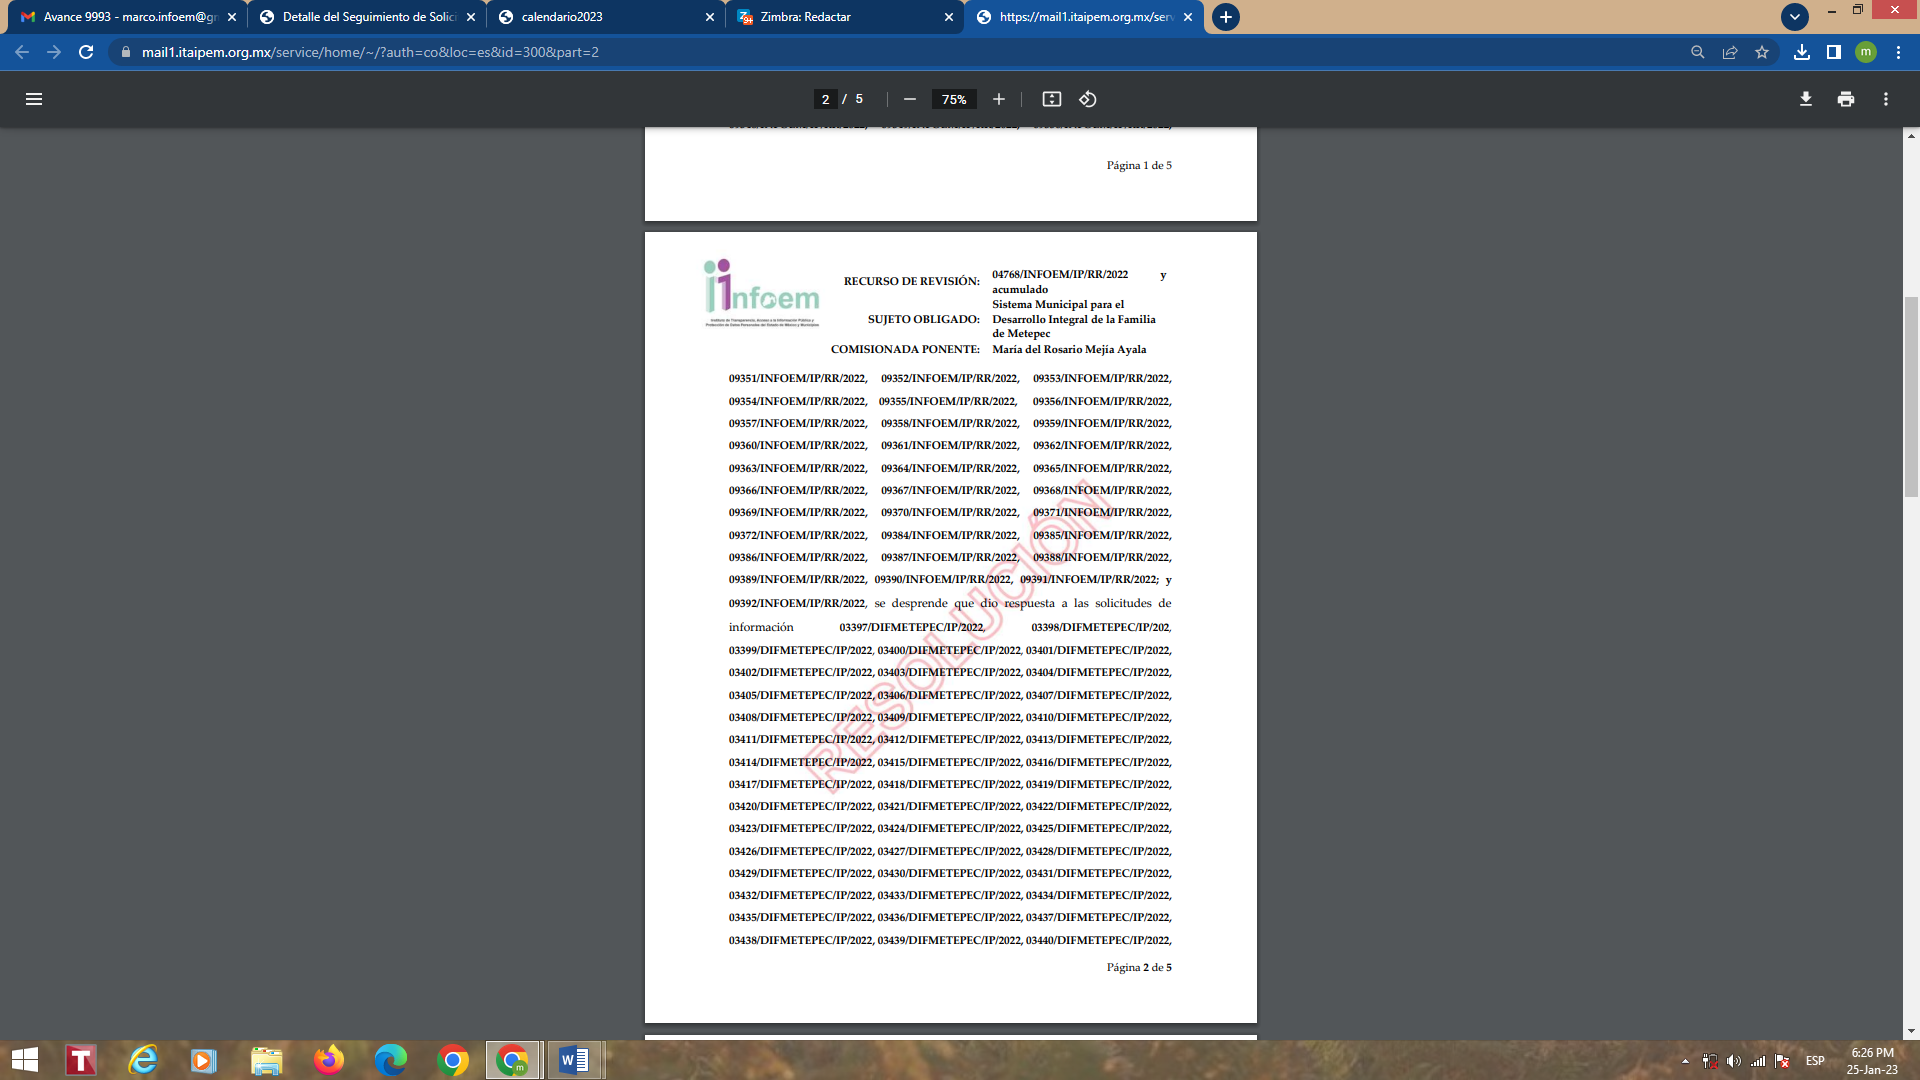 Avance 9993 - marco.infoem@gm
Detalle del Seguimiento de Solici
calendario2023
Zimbra: Redactar
https://mail1.itaipem.org.mx/serv
mail1.itaipem.org.mx/service/home/~/?auth=co&loc=es&id=300&part=2
m
2 / 5
75%
Página 1 de 5
infoem
Instituto de Transparencia, Acceso a la Información Pública y
Protección de Datos Personales del Estado de México y Municipios
RECURSO DE REVISIÓN: 04768/INFOEM/IP/RR/2022 y
acumulado
SUJETO OBLIGADO: Sistema Municipal para el
Desarrollo Integral de la Familia
de Metepec
COMISIONADA PONENTE: María del Rosario Mejía Ayala
09351/INFOEM/IP/RR/2022, 09352/INFOEM/IP/RR/2022, 09353/INFOEM/IP/RR/2022,
09354/INFOEM/IP/RR/2022, 09355/INFOEM/IP/RR/2022, 09356/INFOEM/IP/RR/2022,
09357/INFOEM/IP/RR/2022, 09358/INFOEM/IP/RR/2022, 09359/INFOEM/IP/RR/2022,
09360/INFOEM/IP/RR/2022, 09361/INFOEM/IP/RR/2022, 09362/INFOEM/IP/RR/2022,
09363/INFOEM/IP/RR/2022, 09364/INFOEM/IP/RR/2022, 09365/INFOEM/IP/RR/2022,
09366/INFOEM/IP/RR/2022, 09367/INFOEM/IP/RR/2022, 09368/INFOEM/IP/RR/2022,
09369/INFOEM/IP/RR/2022, 09370/INFOEM/IP/RR/2022, 09371/INFOEM/IP/RR/2022,
09372/INFOEM/IP/RR/2022, 09384/INFOEM/IP/RR/2022, 09385/INFOEM/IP/RR/2022,
09386/INFOEM/IP/RR/2022, 09387/INFOEM/IP/RR/2022, 09388/INFOEM/IP/RR/2022,
09389/INFOEM/IP/RR/2022, 09390/INFOEM/IP/RR/2022, 09391/INFOEM/IP/RR/2022; y
09392/INFOEM/IP/RR/2022, se desprende que dio respuesta a las solicitudes de
información 03397/DIFMETEPEC/IP/2022, 03398/DIFMETEPEC/IP/202,
03399/DIFMETEPEC/IP/2022, 03400/DIFMETEPEC/IP/2022, 03401/DIFMETEPEC/IP/2022,
03402/DIFMETEPEC/IP/2022, 03403/DIFMETEPEC/IP/2022, 03404/DIFMETEPEC/IP/2022,
03405/DIFMETEPEC/IP/2022, 03406/DIFMETEPEC/IP/2022, 03407/DIFMETEPEC/IP/2022,
03408/DIFMETEPEC/IP/2022, 03409/DIFMETEPEC/IP/2022, 03410/DIFMETEPEC/IP/2022,
03411/DIFMETEPEC/IP/2022, 03412/DIFMETEPEC/IP/2022, 03413/DIFMETEPEC/IP/2022,
03414/DIFMETEPEC/IP/2022, 03415/DIFMETEPEC/IP/2022, 03416/DIFMETEPEC/IP/2022,
03417/DIFMETEPEC/IP/2022, 03418/DIFMETEPEC/IP/2022, 03419/DIFMETEPEC/IP/2022,
03420/DIFMETEPEC/IP/2022, 03421/DIFMETEPEC/IP/2022, 03422/DIFMETEPEC/IP/2022,
03423/DIFMETEPEC/IP/2022, 03424/DIFMETEPEC/IP/2022, 03425/DIFMETEPEC/IP/2022,
03426/DIFMETEPEC/IP/2022, 03427/DIFMETEPEC/IP/2022, 03428/DIFMETEPEC/IP/2022,
03429/DIFMETEPEC/IP/2022, 03430/DIFMETEPEC/IP/2022, 03431/DIFMETEPEC/IP/2022,
03432/DIFMETEPEC/IP/2022, 03433/DIFMETEPEC/IP/2022, 03434/DIFMETEPEC/IP/2022,
03435/DIFMETEPEC/IP/2022, 03436/DIFMETEPEC/IP/2022, 03437/DIFMETEPEC/IP/2022,
03438/DIFMETEPEC/IP/2022, 03439/DIFMETEPEC/IP/2022, 03440/DIFMETEPEC/IP/2022,
RESOLUCIÓN
Página 2 de 5
ESP
6:26 PM
25-Jan-23